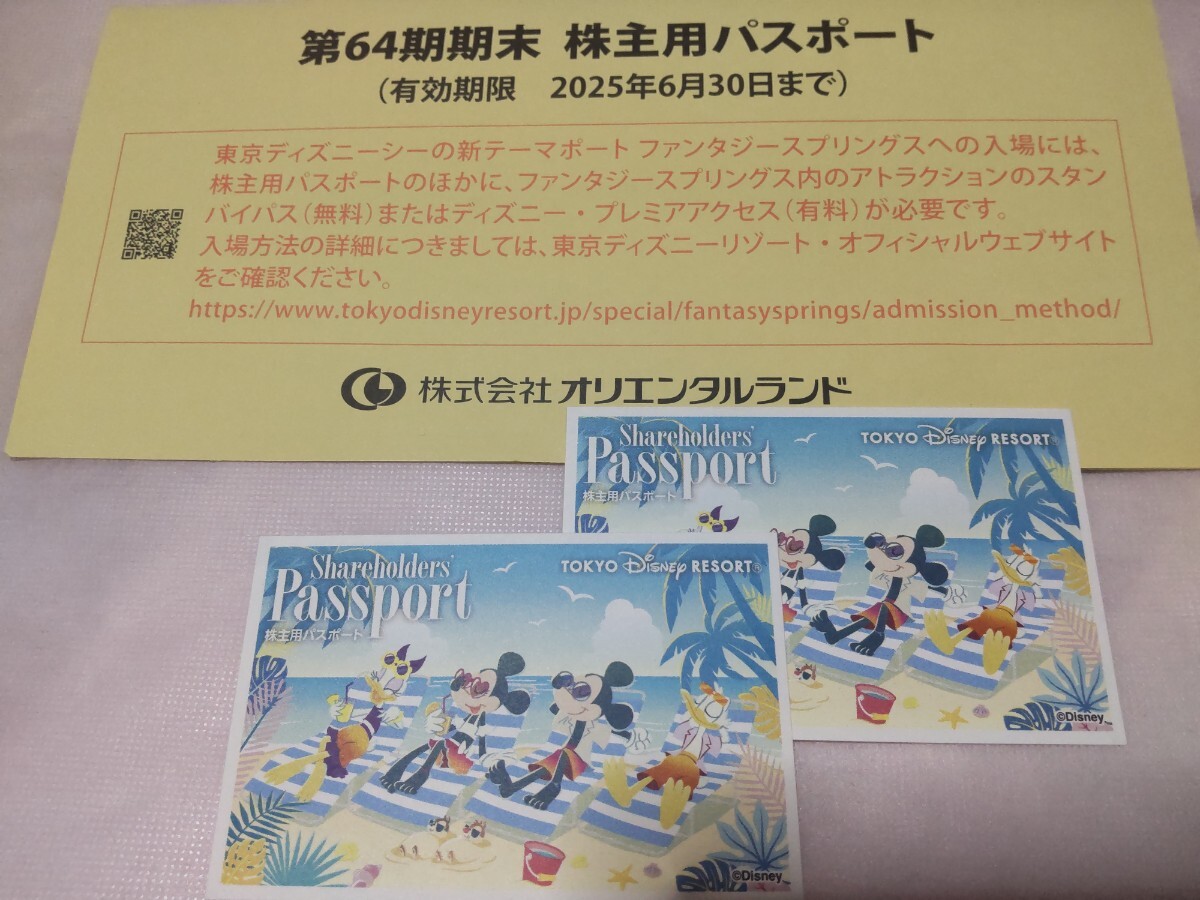 第64期期末 株主用パスポート
(有効期限 2025年6月30日まで)
東京ディズニーシーの新テーマポート ファンタジースプリングスへの入場には、
株主用パスポートのほかに、ファンタジースプリングス内のアトラクションのスタン
バイパス(無料)またはディズニー・プレミアアクセス(有料)が必要です。
入場方法の詳細につきましては、東京ディズニーリゾート・オフィシャルウェブサイト
をご確認ください。
https://www.tokyodisneyresort.jp/special/fantasysprings/admission_method/
株式会社 オリエンタルランド
Shareholders'
Passport
株主用パスポート
TOKYO Disney RESORT®
©Disney
Shareholders'
Passport
株主用パスポート
TOKYO Disney RESORT®
©Disney